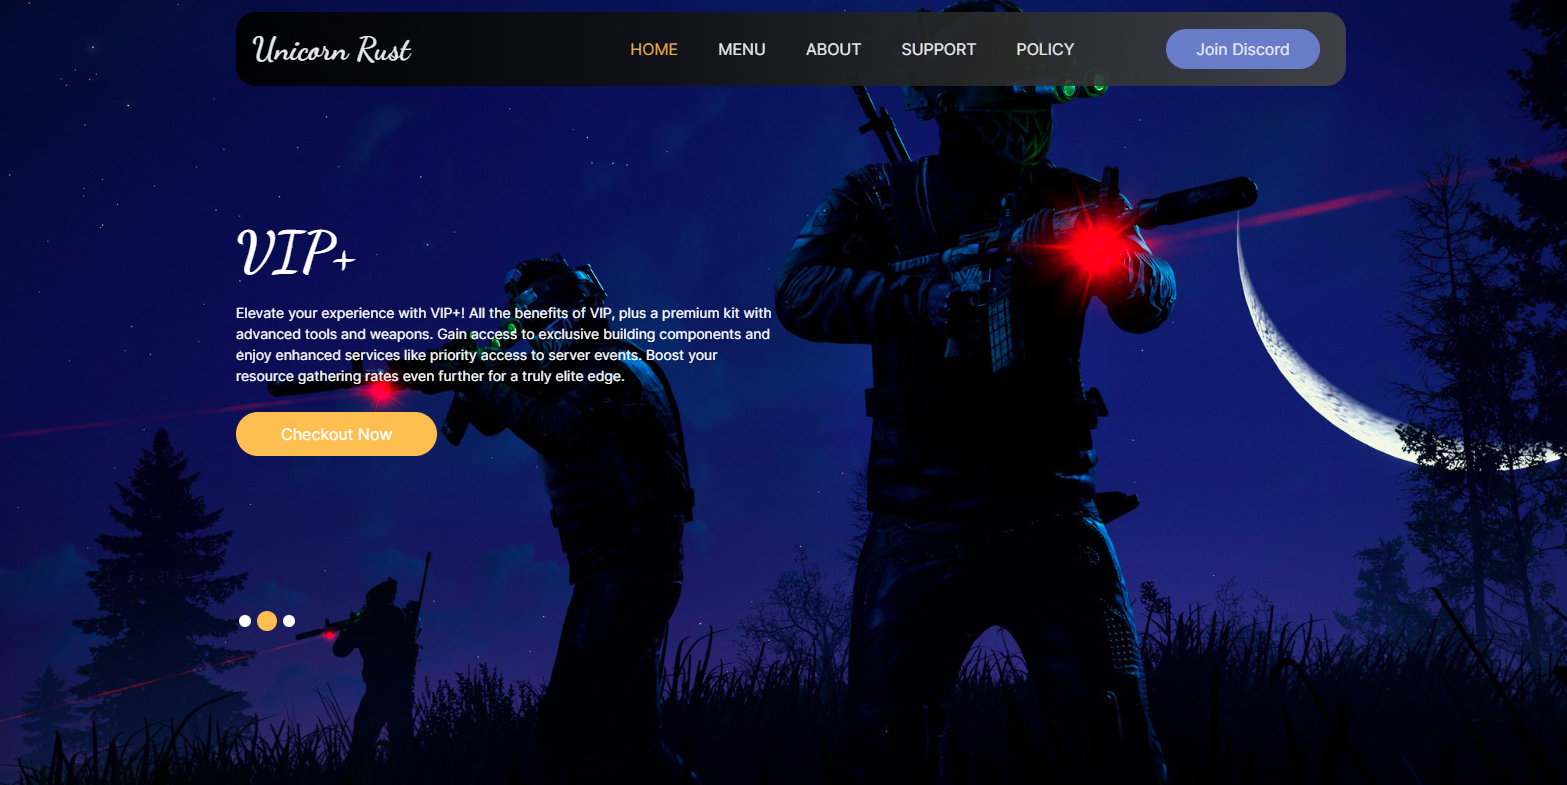 Unicorn Rust
HOME MENU ABOUT SUPPORT POLICY Join Discord
VIP+
Elevate your experience with VIP+! All the benefits of VIP, plus a premium kit with
advanced tools and weapons. Gain access to exclusive building components and
enjoy enhanced services like priority access to server events. Boost your
resource gathering rates even further for a truly elite edge.
Checkout Now